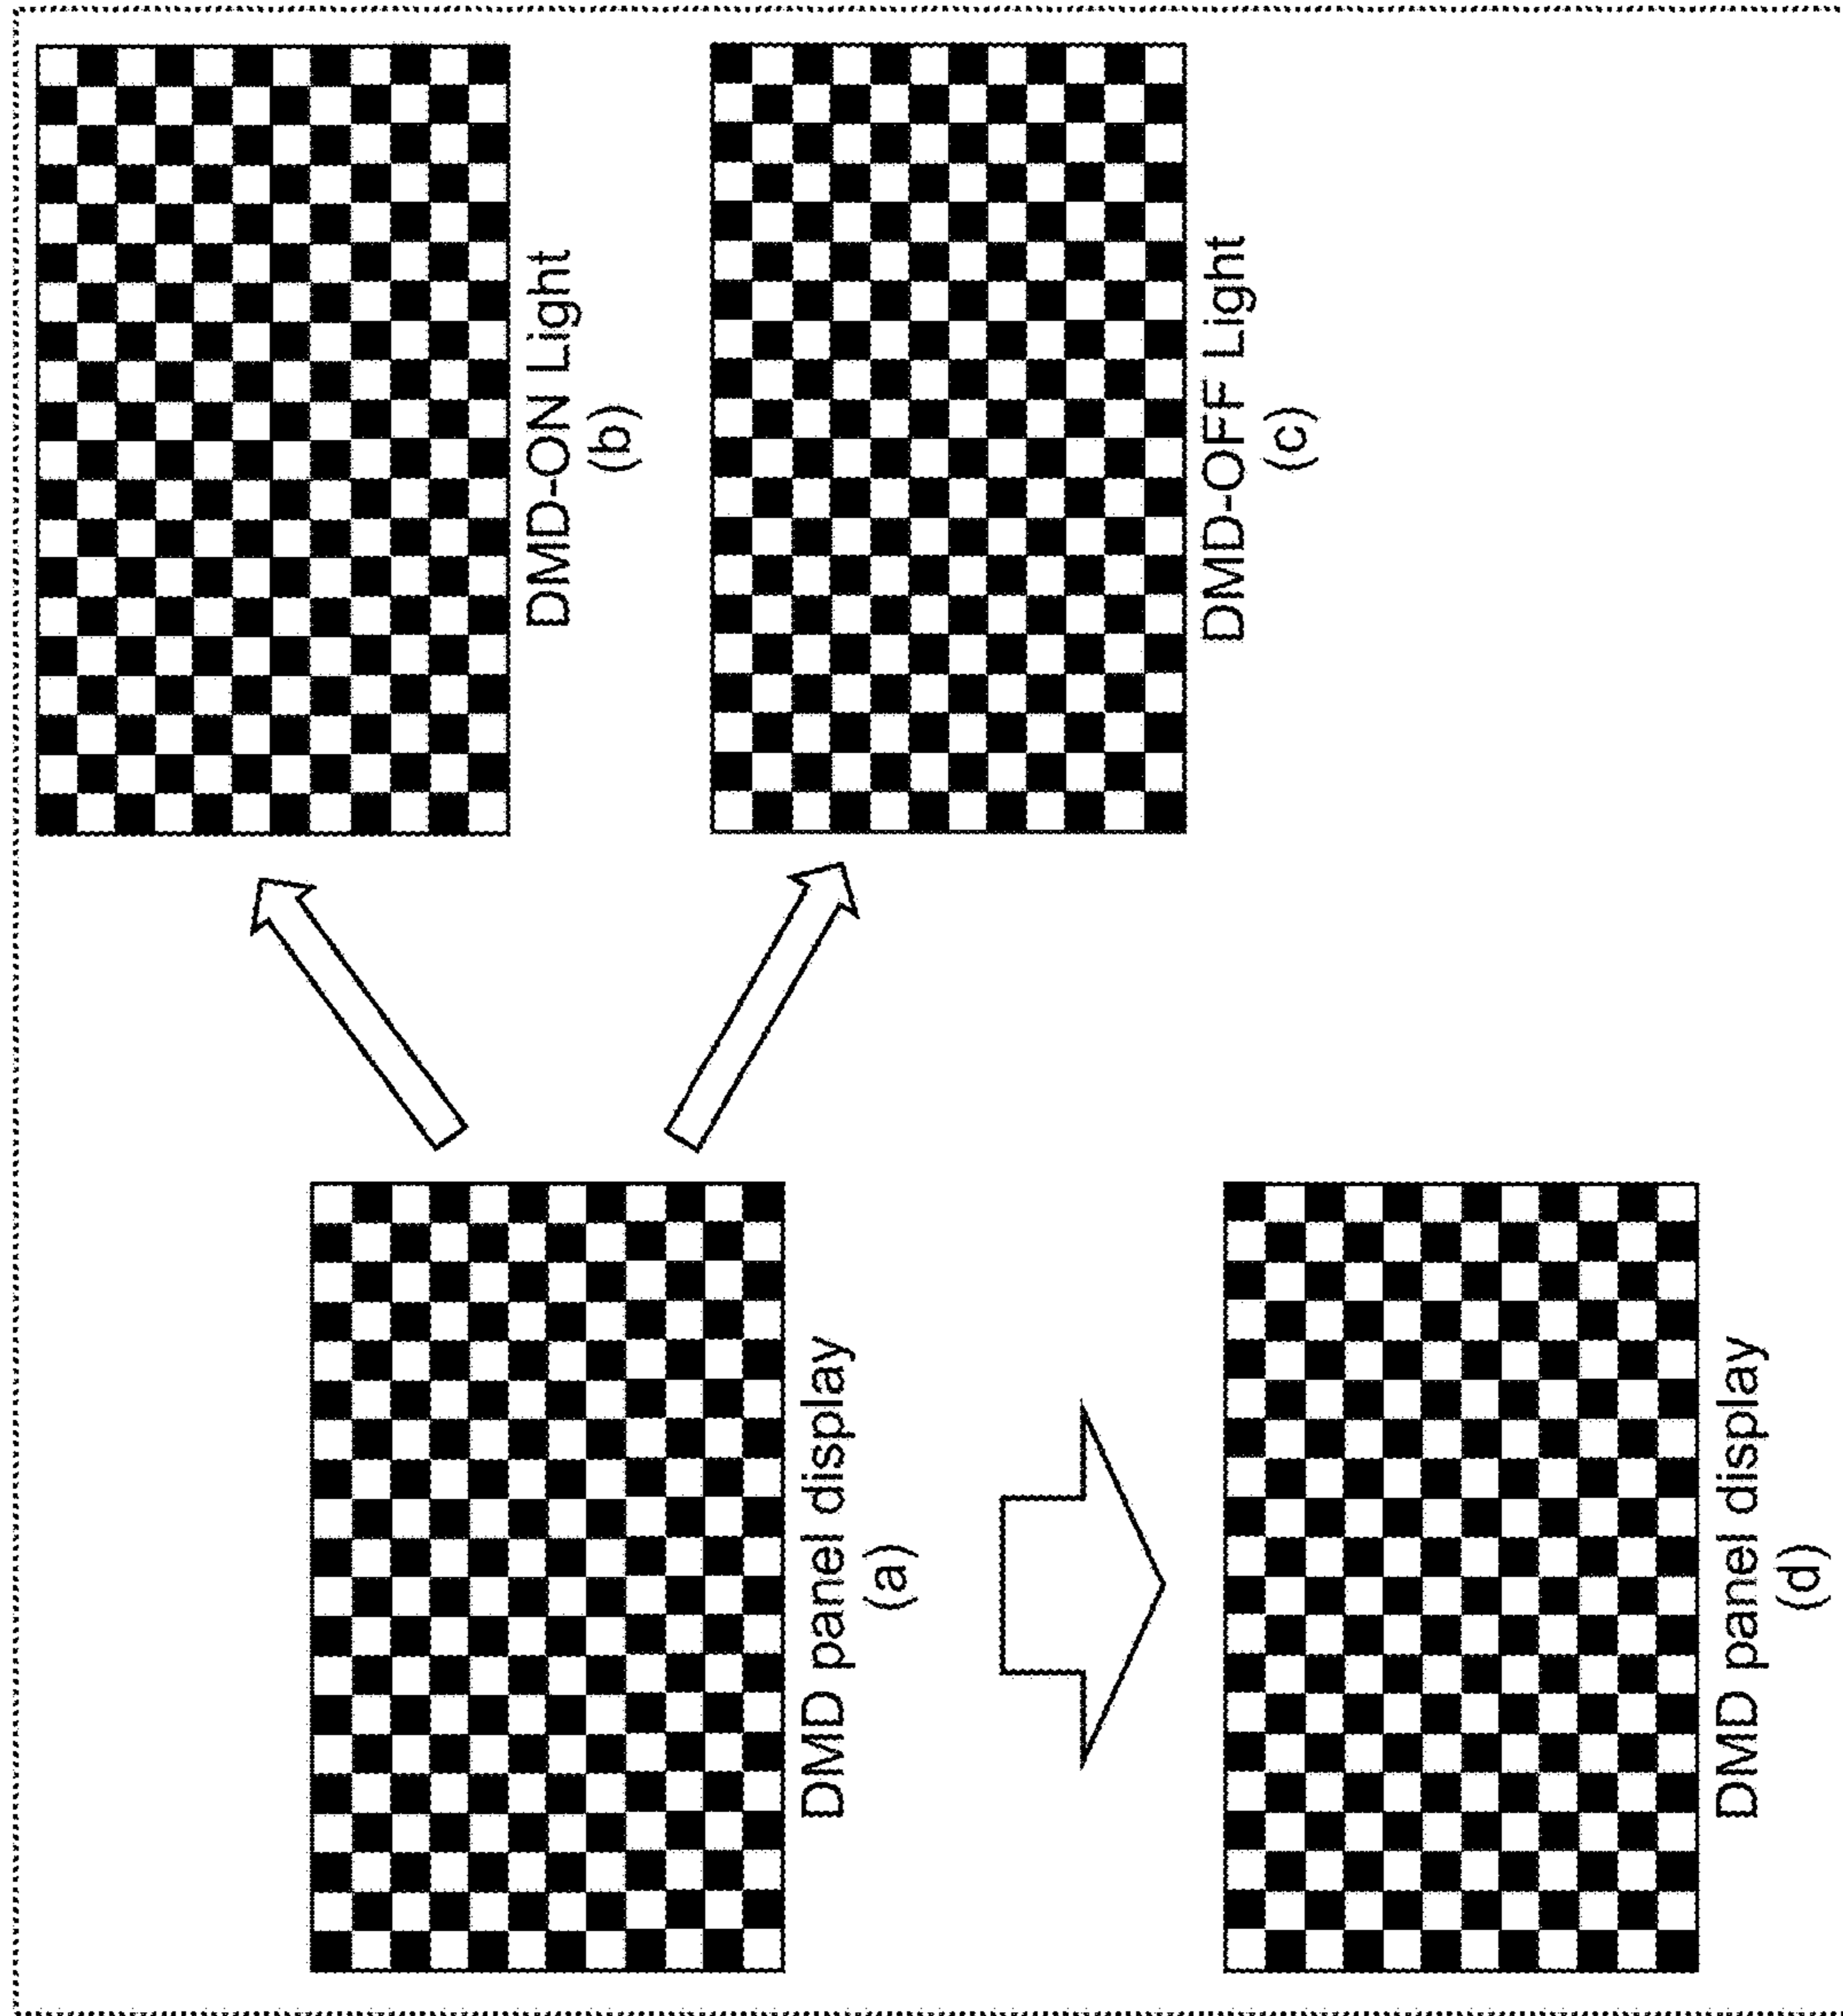 DMD panel display
(a)
DMD-ON Light
(b)
DMD-OFF Light
(c)
DMD panel display
(d)